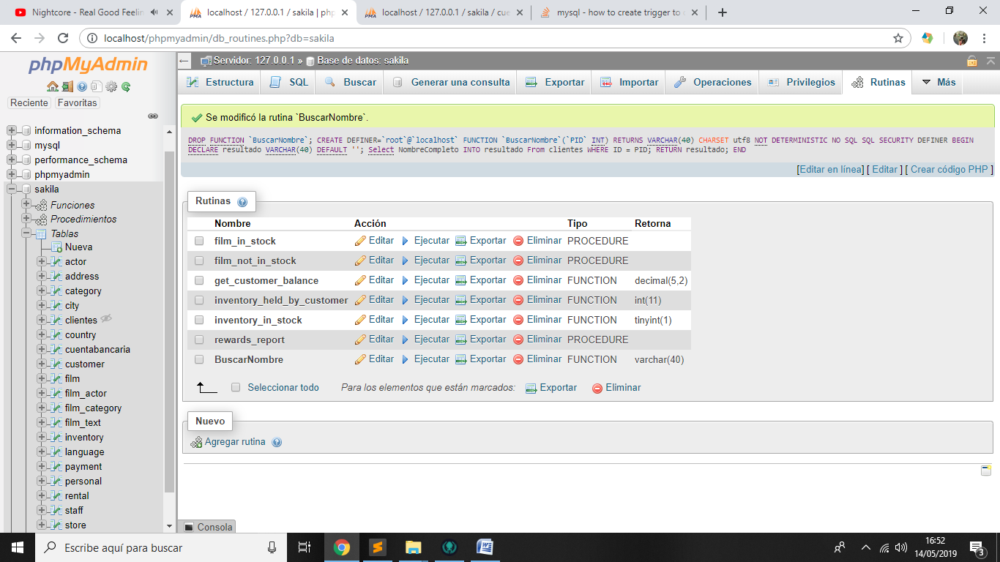 Nightcore - Real Good Feelin
localhost / 127.0.0.1 / sakila | php
localhost / 127.0.0.1 / sakila / cue
mysql - how to create trigger to c
localhost/phpmyadmin/db_routines.php?db=sakila
phpMyAdmin
Reciente
Favoritas
information_schema
mysql
performance_schema
phpmyadmin
sakila
Funciones
Procedimientos
Tablas
Nueva
actor
address
category
city
clientes
country
cuentabancaria
customer
film
film_actor
film_category
film_text
inventory
language
payment
personal
rental
staff
store
Servidor: 127.0.0.1 » Base de datos: sakila
Estructura
SQL
Buscar
Generar una consulta
Exportar
Importar
Operaciones
Privilegios
Rutinas
Más
Se modificó la rutina `BuscarNombre`.
DROP FUNCTION `BuscarNombre`; CREATE DEFINER=`root`@`localhost` FUNCTION `BuscarNombre`(`PID` INT) RETURNS VARCHAR(40) CHARSET utf8 NOT DETERMINISTIC NO SQL SQL SECURITY DEFINER BEGIN
DECLARE resultado VARCHAR(40) DEFAULT ''; Select NombreCompleto INTO resultado From clientes WHERE ID = PID; RETURN resultado; END
[Editar en línea] [ Editar ] [ Crear código PHP ]
Rutinas
Nombre Acción Tipo Retorna
film_in_stock Editar Ejecutar Exportar Eliminar PROCEDURE
film_not_in_stock Editar Ejecutar Exportar Eliminar PROCEDURE
get_customer_balance Editar Ejecutar Exportar Eliminar FUNCTION decimal(5,2)
inventory_held_by_customer Editar Ejecutar Exportar Eliminar FUNCTION int(11)
inventory_in_stock Editar Ejecutar Exportar Eliminar FUNCTION tinyint(1)
rewards_report Editar Ejecutar Exportar Eliminar PROCEDURE
BuscarNombre Editar Ejecutar Exportar Eliminar FUNCTION varchar(40)
Seleccionar todo Para los elementos que están marcados: Exportar Eliminar
Nuevo
Agregar rutina
Consola
Escribe aquí para buscar
16:52
14/05/2019
3